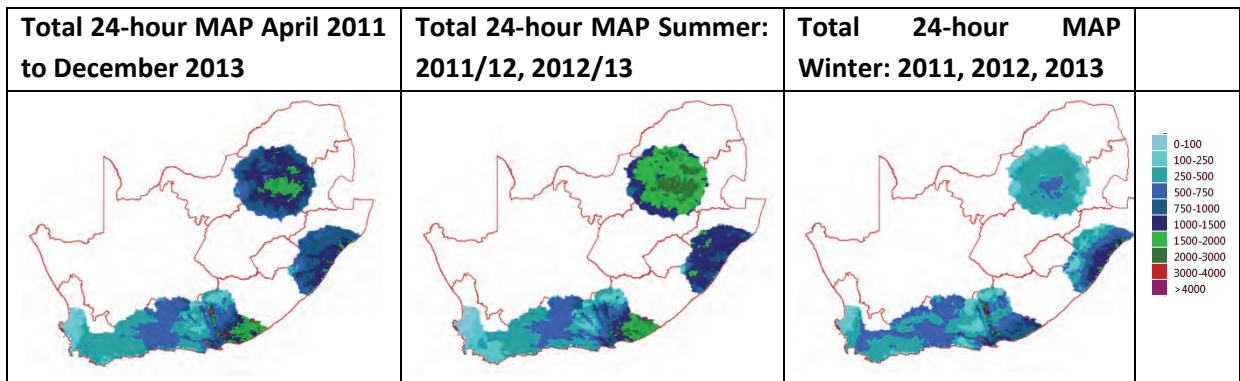 Total 24-hour MAP April 2011
to December 2013
Total 24-hour MAP Summer:
2011/12, 2012/13
Total 24-hour MAP
Winter: 2011, 2012, 2013
0-100
100-250
250-500
500-750
750-1000
1000-1500
1500-2000
2000-3000
3000-4000
>4000